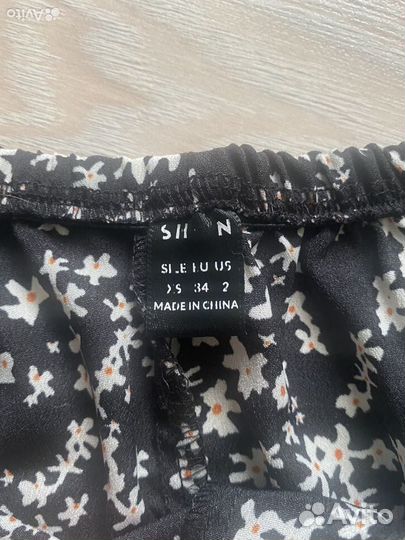 Avito
SH N
SIZE EU US
XS 34 2
MADE IN CHINA
Avito